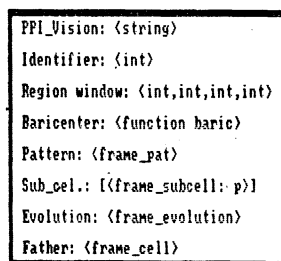 PPI_Vision: <string>
Identifier: <int>
Region window: <int,int,int,int>
Baricenter: <function baric>
Pattern: <frame_pat>
Sub_cel.: [<frame_subcell: p>]
Evolution: <frame_evolution>
Father: <frame_cell>